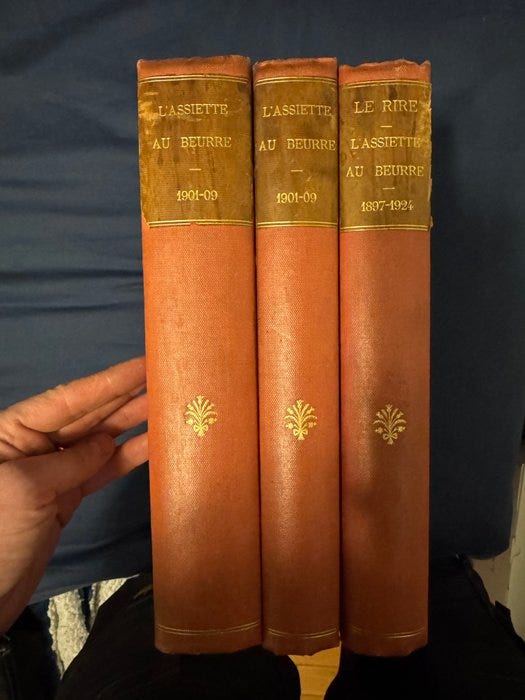 L'ASSIETTE
AU BEURRE
1901-09
L'ASSIETTE
AU BEURRE
1901-09
LE RIRE
L'ASSIETTE
AU BEURRE
1897-1924